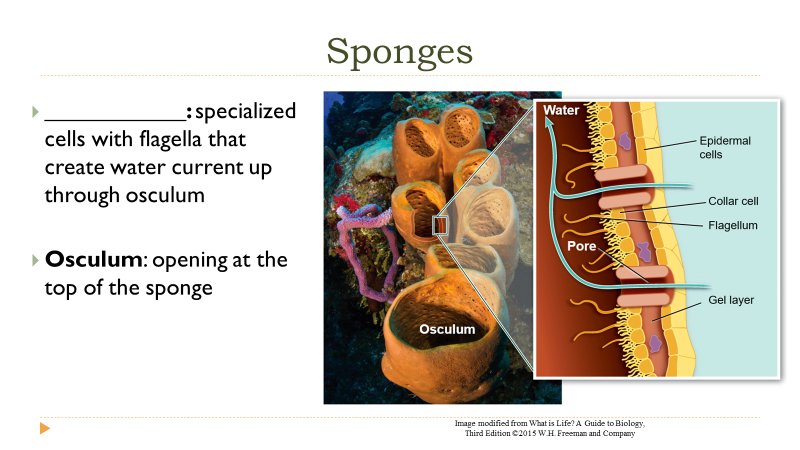 Sponges
_____________: specialized
cells with flagella that
create water current up
through osculum
Osculum: opening at the
top of the sponge
Osculum
Water
Epidermal
cells
Collar cell
Flagellum
Pore
Gel layer
Image modified from What is Life? A Guide to Biology,
Third Edition ©2015 W.H. Freeman and Company